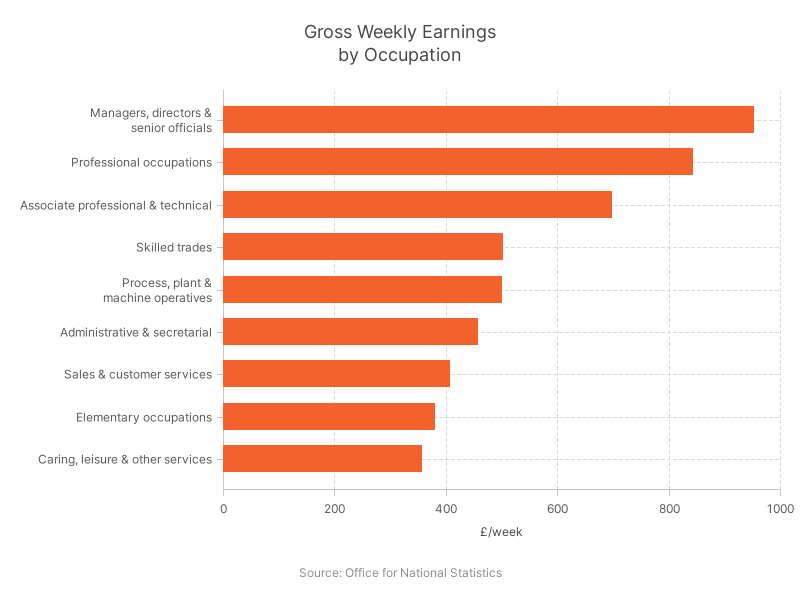 Gross Weekly Earnings
by Occupation
Managers, directors &
senior officials
Professional occupations
Associate professional & technical
Skilled trades
Process, plant &
machine operatives
Administrative & secretarial
Sales & customer services
Elementary occupations
Caring, leisure & other services
0 200 400 600 800 1000
£/week
Source: Office for National Statistics